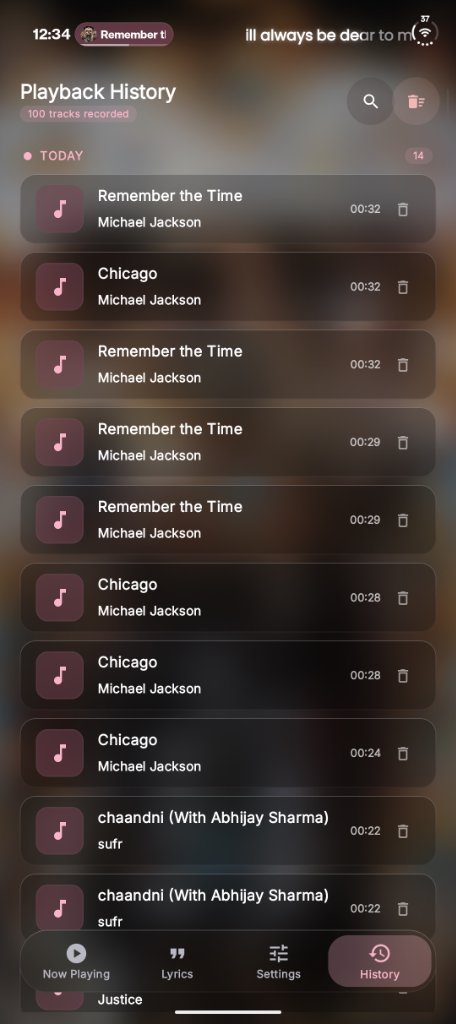 12:34
Remember t
ill always be dear to m
37
Playback History
100 tracks recorded
TODAY
14
Remember the Time
Michael Jackson
00:32
Chicago
Michael Jackson
00:32
Remember the Time
Michael Jackson
00:32
Remember the Time
Michael Jackson
00:29
Remember the Time
Michael Jackson
00:29
Chicago
Michael Jackson
00:28
Chicago
Michael Jackson
00:28
Chicago
Michael Jackson
00:24
chaandni (With Abhijay Sharma)
sufr
00:22
chaandni (With Abhijay Sharma)
sufr
00:22
Now Playing
Lyrics
Settings
History
Justice